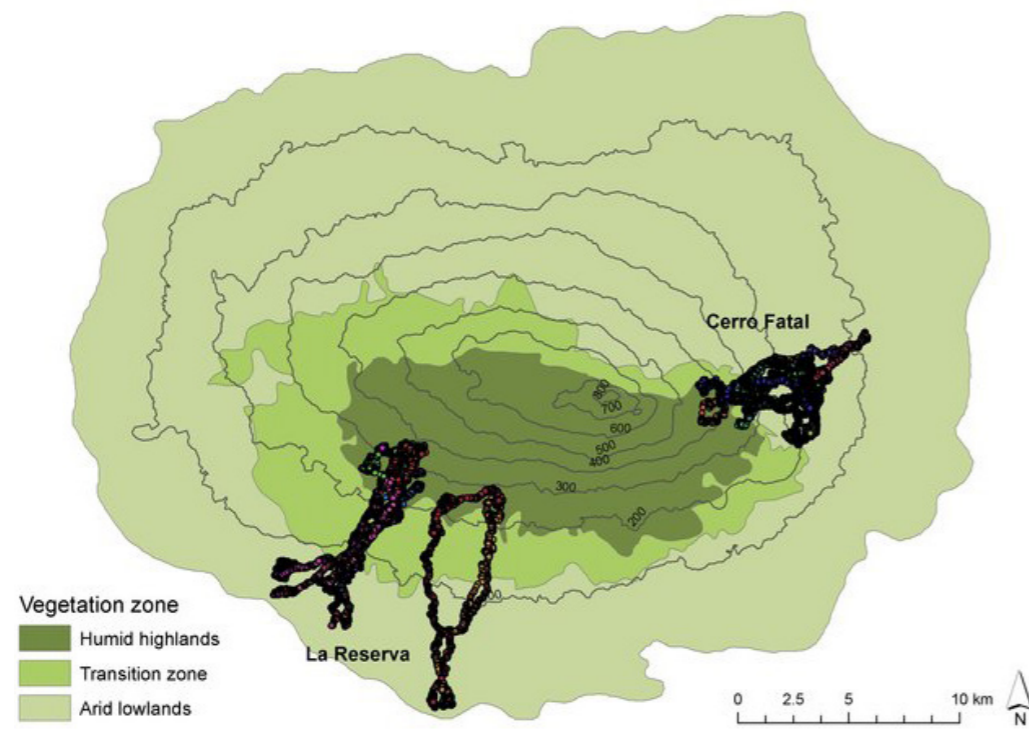 Cerro Fatal
800
700
600
500
400
300
200
La Reserva
Vegetation zone
Humid highlands
Transition zone
Arid lowlands
0 2.5 5 10 km
N